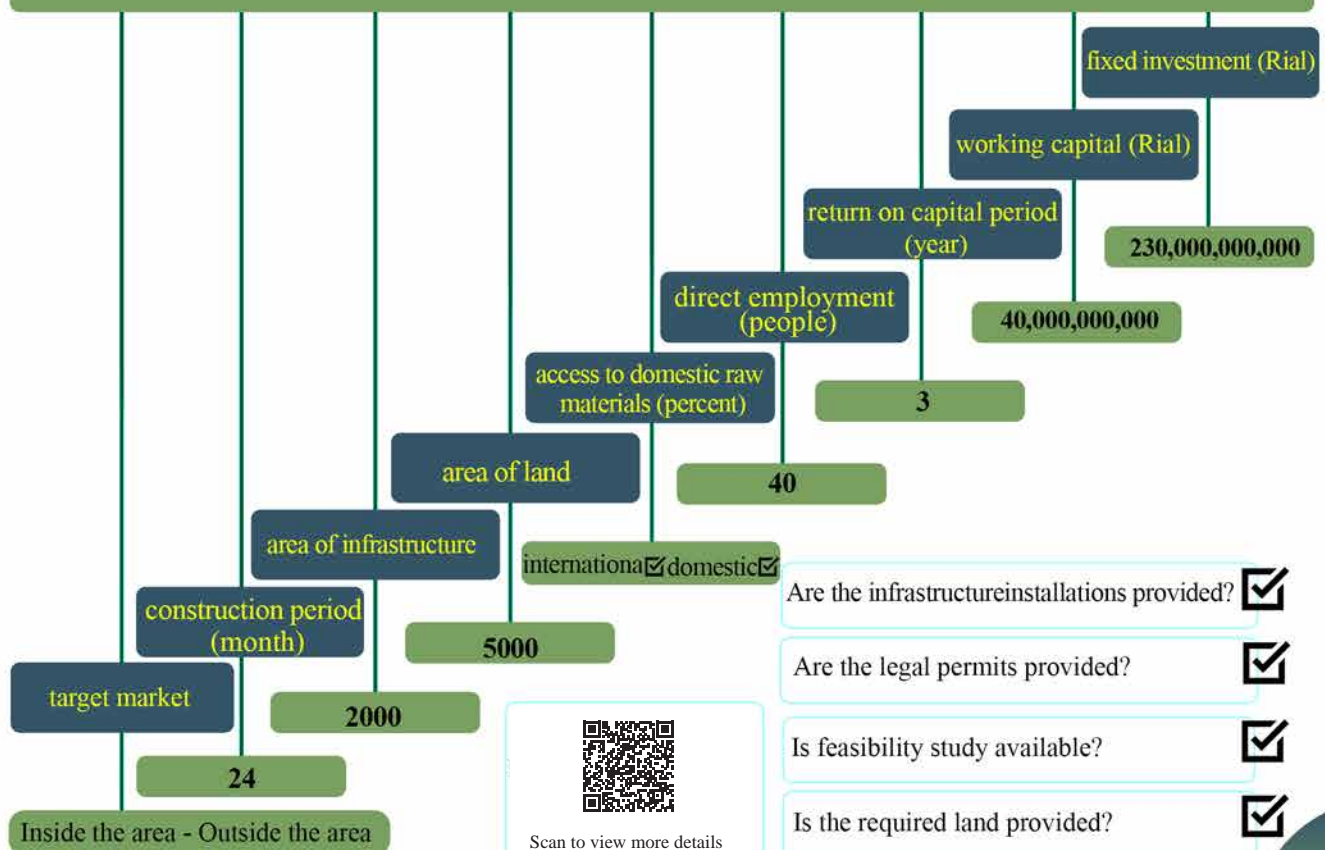 fixed investment (Rial)
230,000,000,000
working capital (Rial)
40,000,000,000
return on capital period
(year)
3
direct employment
(people)
40
access to domestic raw
materials (percent)
internationa domestic
area of land
5000
area of infrastructure
2000
construction period
(month)
24
target market
Inside the area - Outside the area
Scan to view more details
Are the infrastructureinstallations provided?
Are the legal permits provided?
Is feasibility study available?
Is the required land provided?